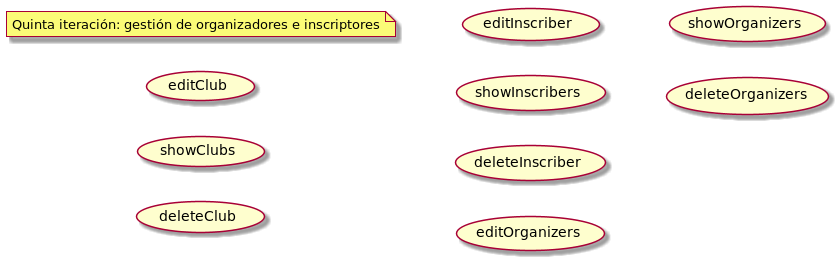 Quinta iteración: gestión de organizadores e inscriptores
editClub
showClubs
deleteClub
editInscriber
showInscribers
deleteInscriber
editOrganizers
showOrganizers
deleteOrganizers